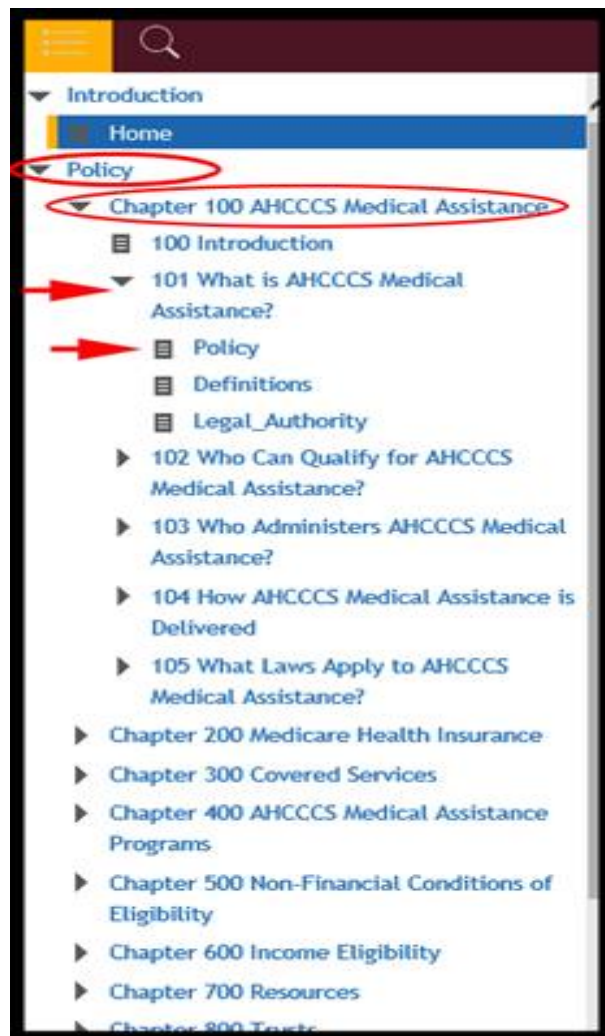 Introduction
Home
Policy
Chapter 100 AHCCCS Medical Assistance
100 Introduction
101 What is AHCCCS Medical
Assistance?
Policy
Definitions
Legal_Authority
102 Who Can Qualify for AHCCCS
Medical Assistance?
103 Who Administers AHCCCS Medical
Assistance?
104 How AHCCCS Medical Assistance is
Delivered
105 What Laws Apply to AHCCCS
Medical Assistance?
Chapter 200 Medicare Health Insurance
Chapter 300 Covered Services
Chapter 400 AHCCCS Medical Assistance
Programs
Chapter 500 Non-Financial Conditions of
Eligibility
Chapter 600 Income Eligibility
Chapter 700 Resources
Chapter 800 Trusts